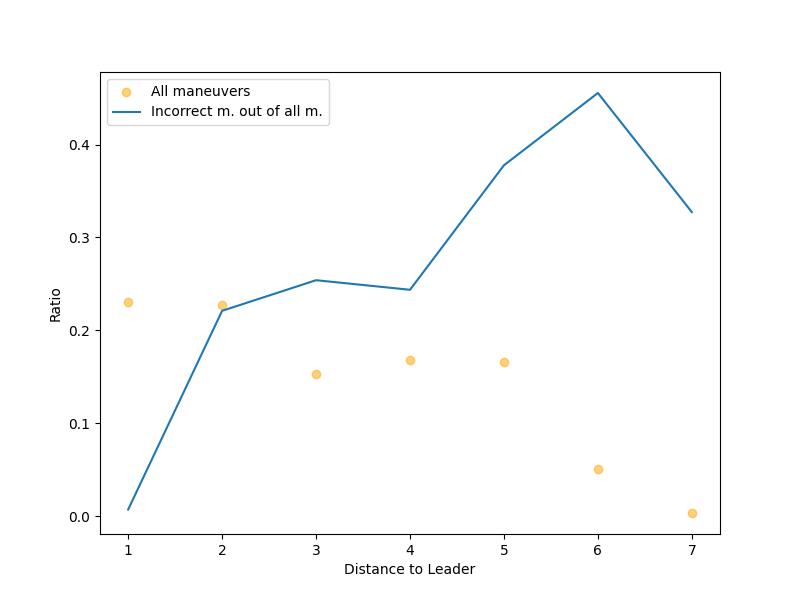 All maneuvers
Incorrect m. out of all m.
0.4
0.3
0.2
0.1
0.0
Ratio
1 2 3 4 5 6 7
Distance to Leader